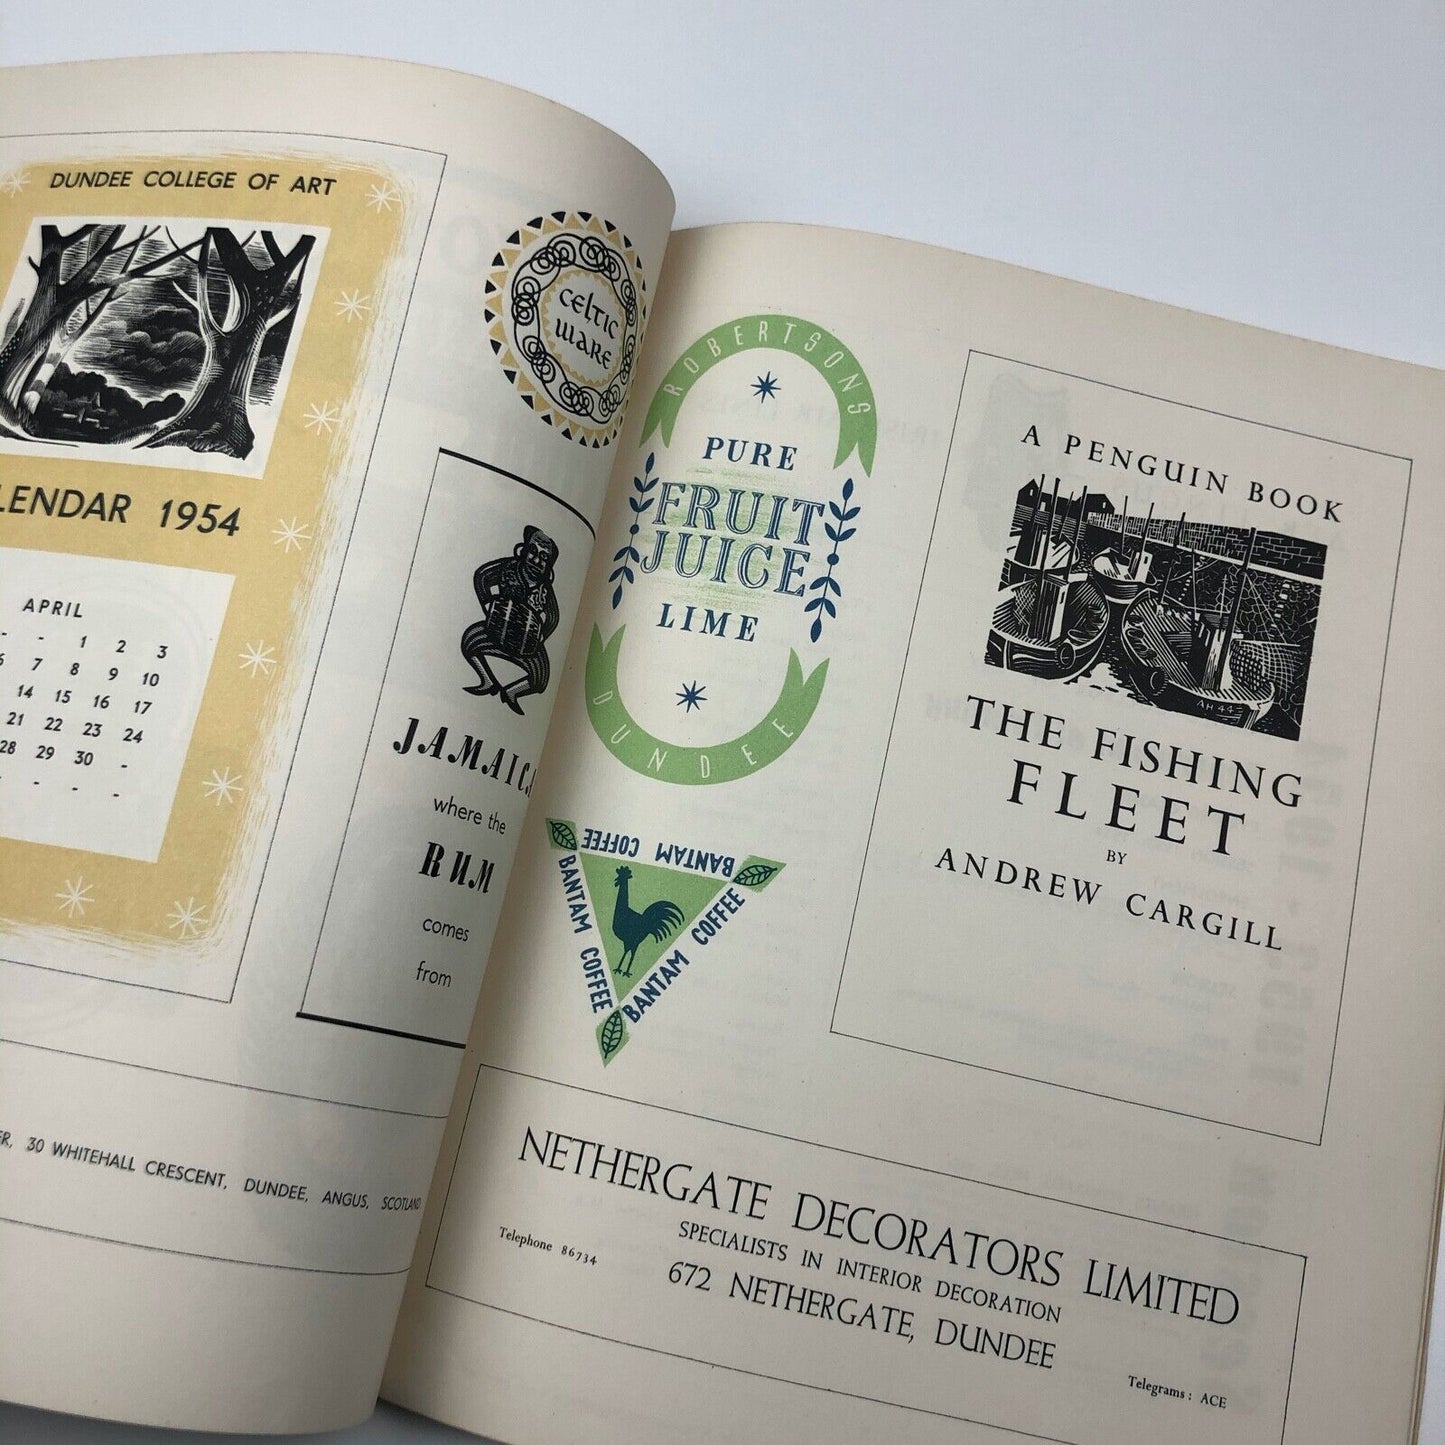 DUNDEE COLLEGE OF ART
LENDAR 1954
APRIL
- - 1 2 3
6 7 8 9 10
14 15 16 17
21 22 23 24
28 29 30 -
- - -
CELTIC
WARE
JAMAICA
where the
RUM
comes
from
ER, 30 WHITEHALL CRESCENT, DUNDEE, ANGUS, SCOTLAND
ROBERTSONS
PURE
FRUIT
JUICE
LIME
DUNDEE
BANTAM COFFEE
BANTAM COFFEE
BANTAM COFFEE
A PENGUIN BOOK
AH 44
THE FISHING
FLEET
BY
ANDREW CARGILL
NETHERGATE DECORATORS LIMITED
SPECIALISTS IN INTERIOR DECORATION
Telephone 86734
672 NETHERGATE, DUNDEE
Telegrams: ACE